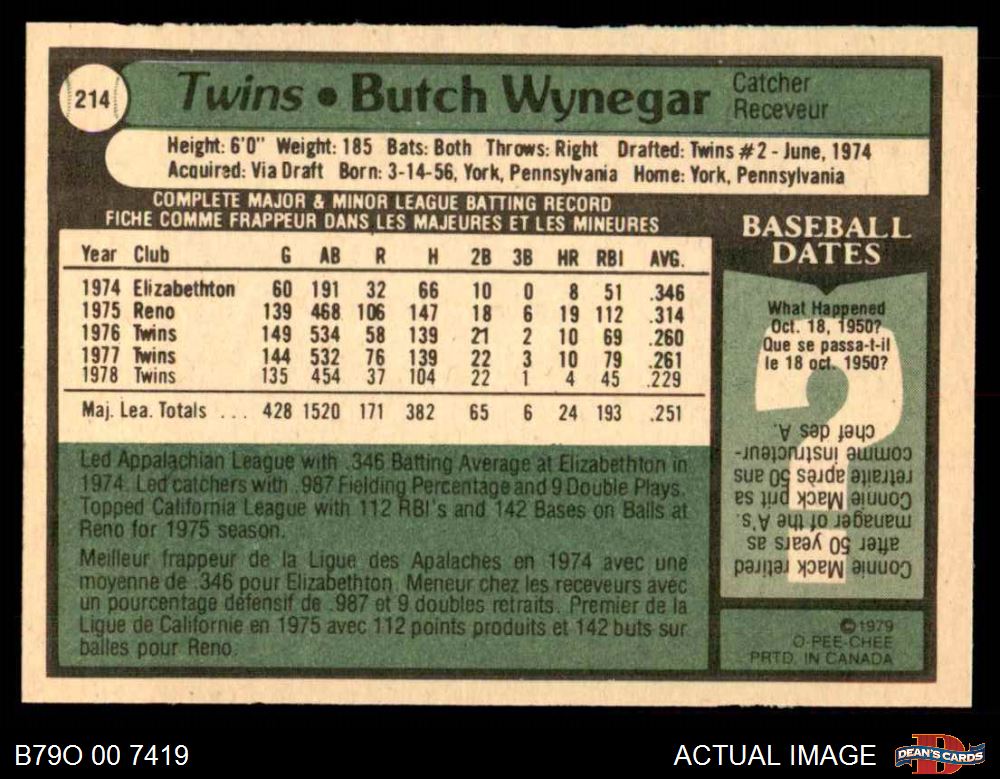 214
Twins • Butch Wynegar
Catcher
Receveur
Height: 6'0" Weight: 185 Bats: Both Throws: Right Drafted: Twins #2 - June, 1974
Acquired: Via Draft Born: 3-14-56, York, Pennsylvania Home: York, Pennsylvania
COMPLETE MAJOR & MINOR LEAGUE BATTING RECORD
FICHE COMME FRAPPEUR DANS LES MAJEURES ET LES MINEURES
Year Club G AB R H 2B 3B HR RBI AVG.
1974 Elizabethton 60 191 32 66 10 0 8 51 .346
1975 Reno 139 468 106 147 18 6 19 112 .314
1976 Twins 149 534 58 139 21 2 10 69 .260
1977 Twins 144 532 76 139 22 3 10 79 .261
1978 Twins 135 454 37 104 22 1 4 45 .229
Maj. Lea. Totals ... 428 1520 171 382 65 6 24 193 .251
Led Appalachian League with .346 Batting Average at Elizabethton in
1974. Led catchers with .987 Fielding Percentage and 9 Double Plays.
Topped California League with 112 RBI's and 142 Bases on Balls at
Reno for 1975 season.
Meilleur frappeur de la Ligue des Apalaches en 1974 avec une
moyenne de .346 pour Elizabethton. Meneur chez les receveurs avec
un pourcentage défensif de .987 et 9 doubles retraits. Premier de la
Ligue de Californie en 1975 avec 112 points produits et 142 buts sur
balles pour Reno.
BASEBALL
DATES
What Happened
Oct. 18, 1950?
Que se passa-t-il
le 18 oct. 1950?
Connie Mack retired
after 50 years as
manager of the A's.
Connie Mack prit sa
retraite après 50 ans
comme instructeur-
chef des A.
©1979
O-PEE-CHEE
PRTD. IN CANADA
B79O 00 7419
ACTUAL IMAGE
DEAN'S CARDS